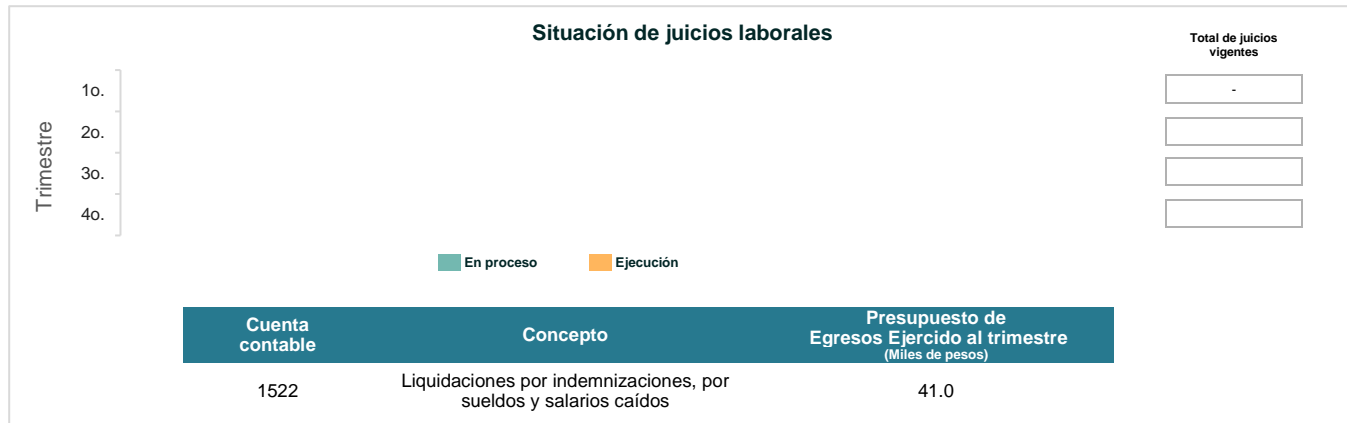 Situación de juicios laborales
Total de juicios
vigentes
Trimestre
1o.
-
2o.
3o.
4o.
En proceso
Ejecución
Cuenta
contable
Concepto
Presupuesto de
Egresos Ejercido al trimestre
(Miles de pesos)
1522
Liquidaciones por indemnizaciones, por
sueldos y salarios caídos
41.0